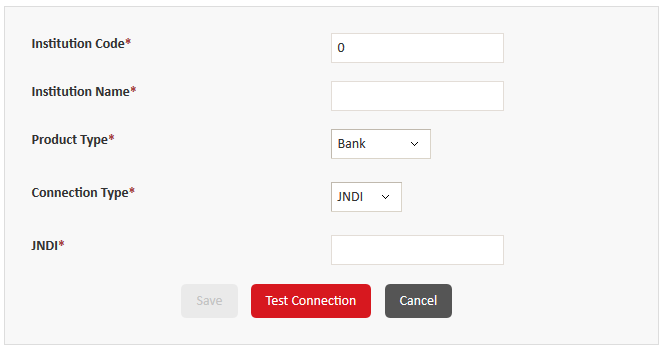 Institution Code* 0
Institution Name*
Product Type* Bank
Connection Type* JNDI
JNDI*
Save Test Connection Cancel